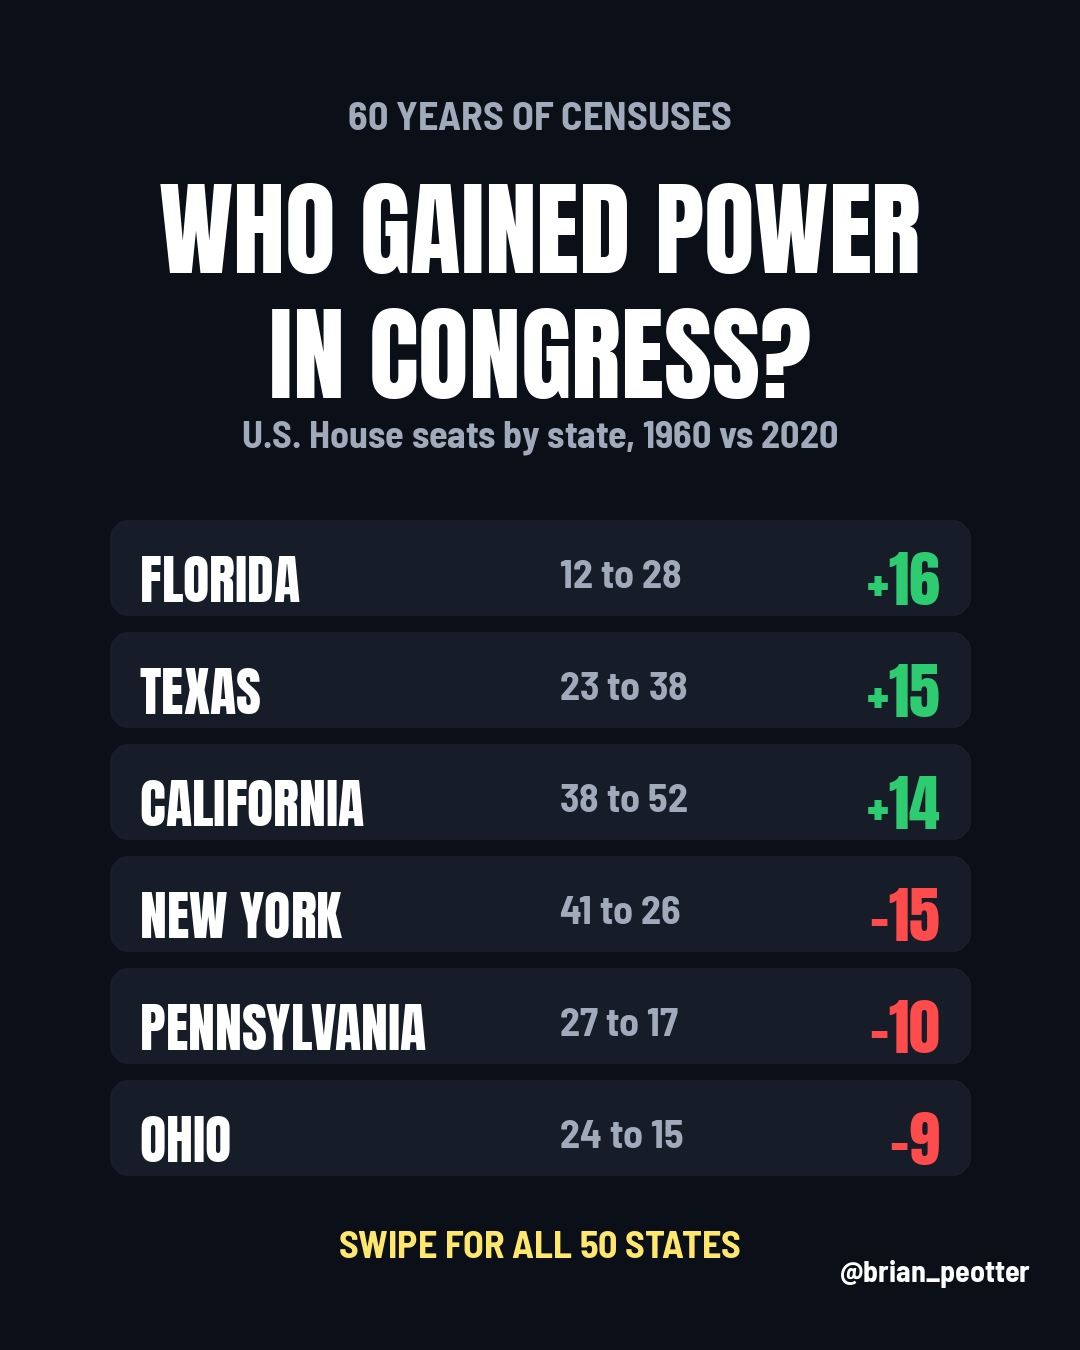 60 YEARS OF CENSUSES
WHO GAINED POWER
IN CONGRESS?
U.S. House seats by state, 1960 vs 2020
FLORIDA 12 to 28 +16
TEXAS 23 to 38 +15
CALIFORNIA 38 to 52 +14
NEW YORK 41 to 26 -15
PENNSYLVANIA 27 to 17 -10
OHIO 24 to 15 -9
SWIPE FOR ALL 50 STATES
@brian_peotter